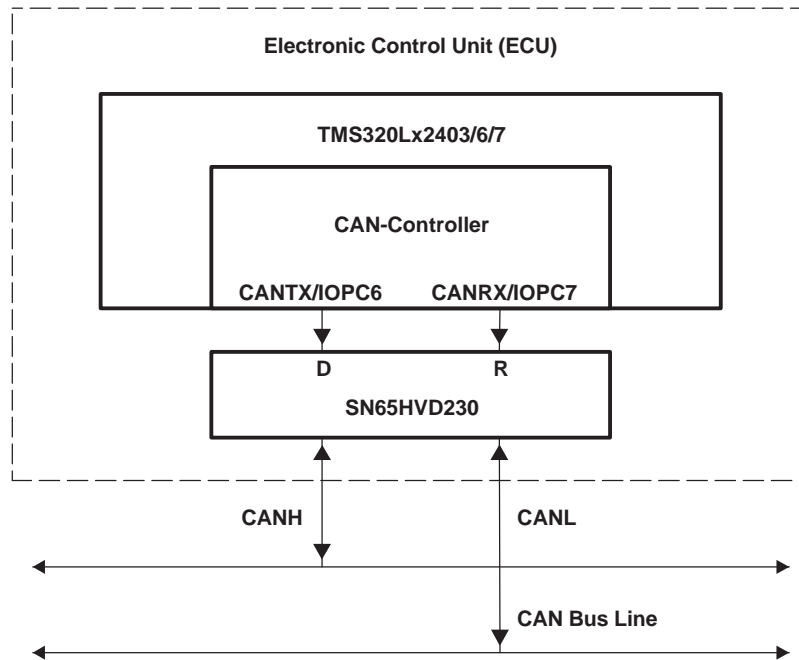 Electronic Control Unit (ECU)
TMS320Lx2403/6/7
CAN-Controller
CANTX/IOPC6 CANRX/IOPC7
D R
SN65HVD230
CANH CANL
CAN Bus Line